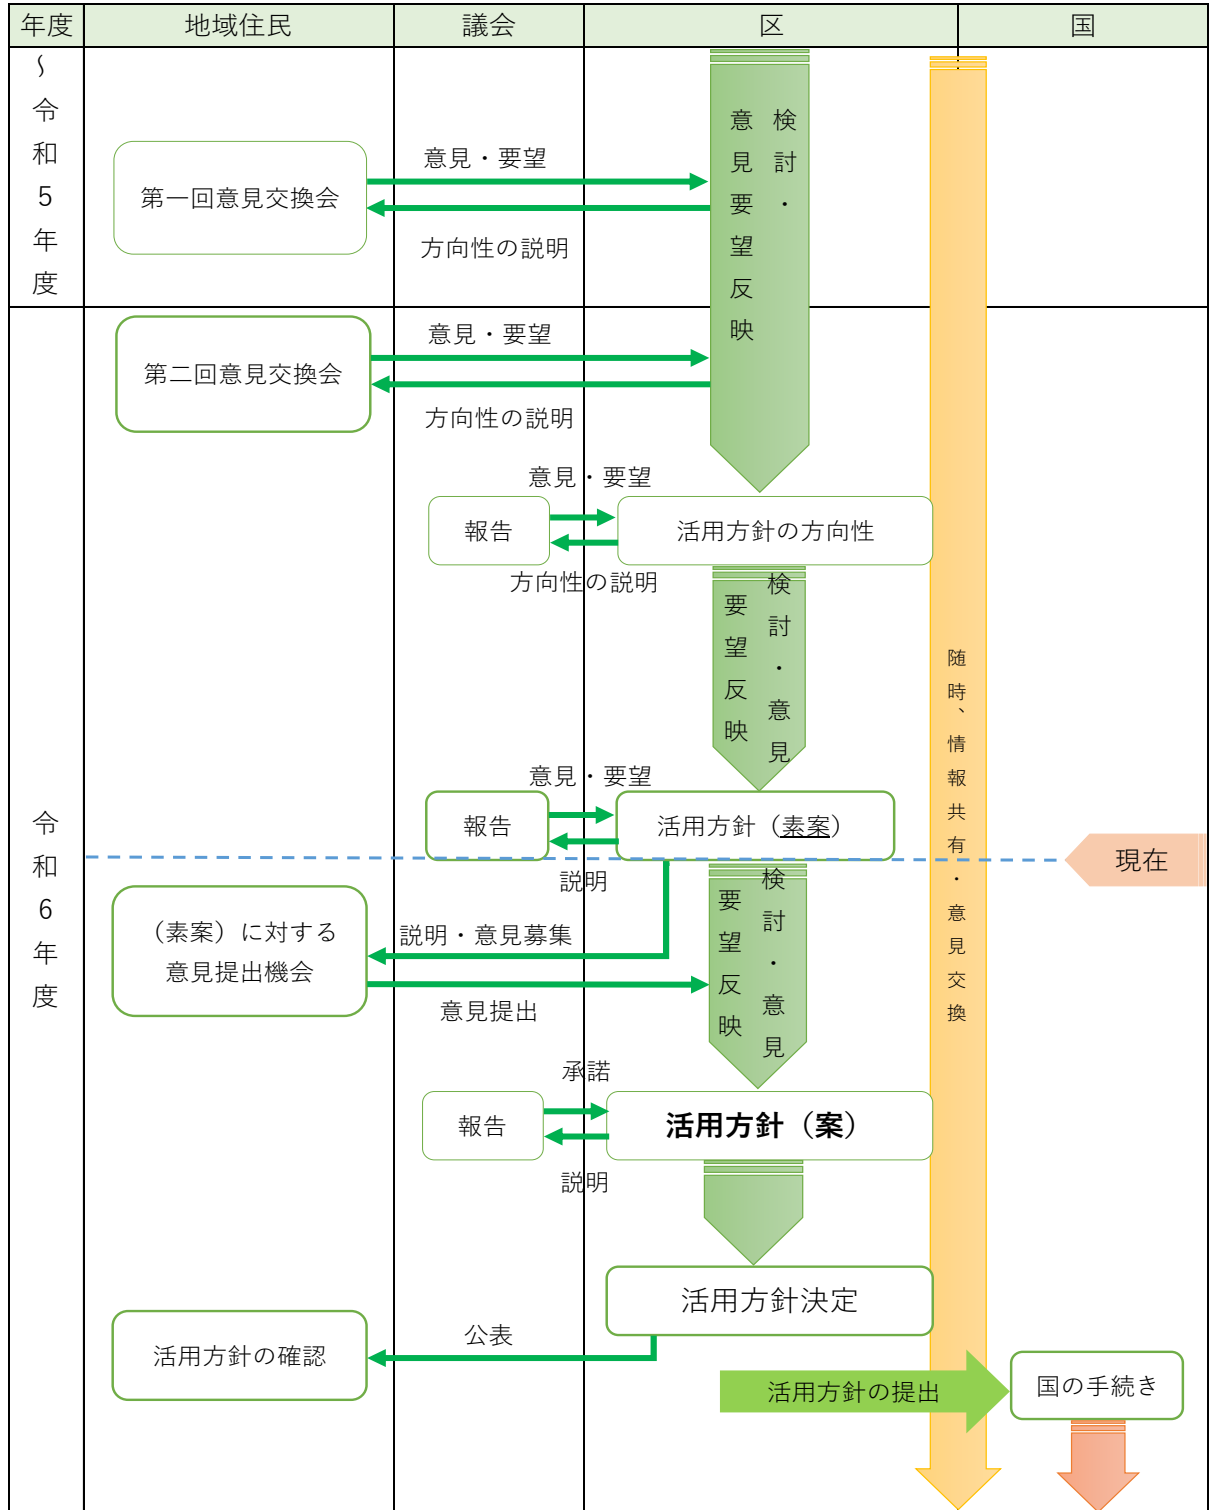 年度
地域住民
議会
区
国
～令和5年度
第一回意見交換会
意見・要望
方向性の説明
検討・
意見要望反映
第二回意見交換会
意見・要望
方向性の説明
意見・要望
報告
活用方針の方向性
方向性の説明
検討・意見
要望反映
随時、情報共有・意見交換
意見・要望
報告
活用方針（素案）
令和6年度
現在
説明
検討・意見
要望反映
（素案）に対する
意見提出機会
説明・意見募集
意見提出
承諾
報告
活用方針（案）
説明
活用方針決定
公表
活用方針の確認
活用方針の提出
国の手続き